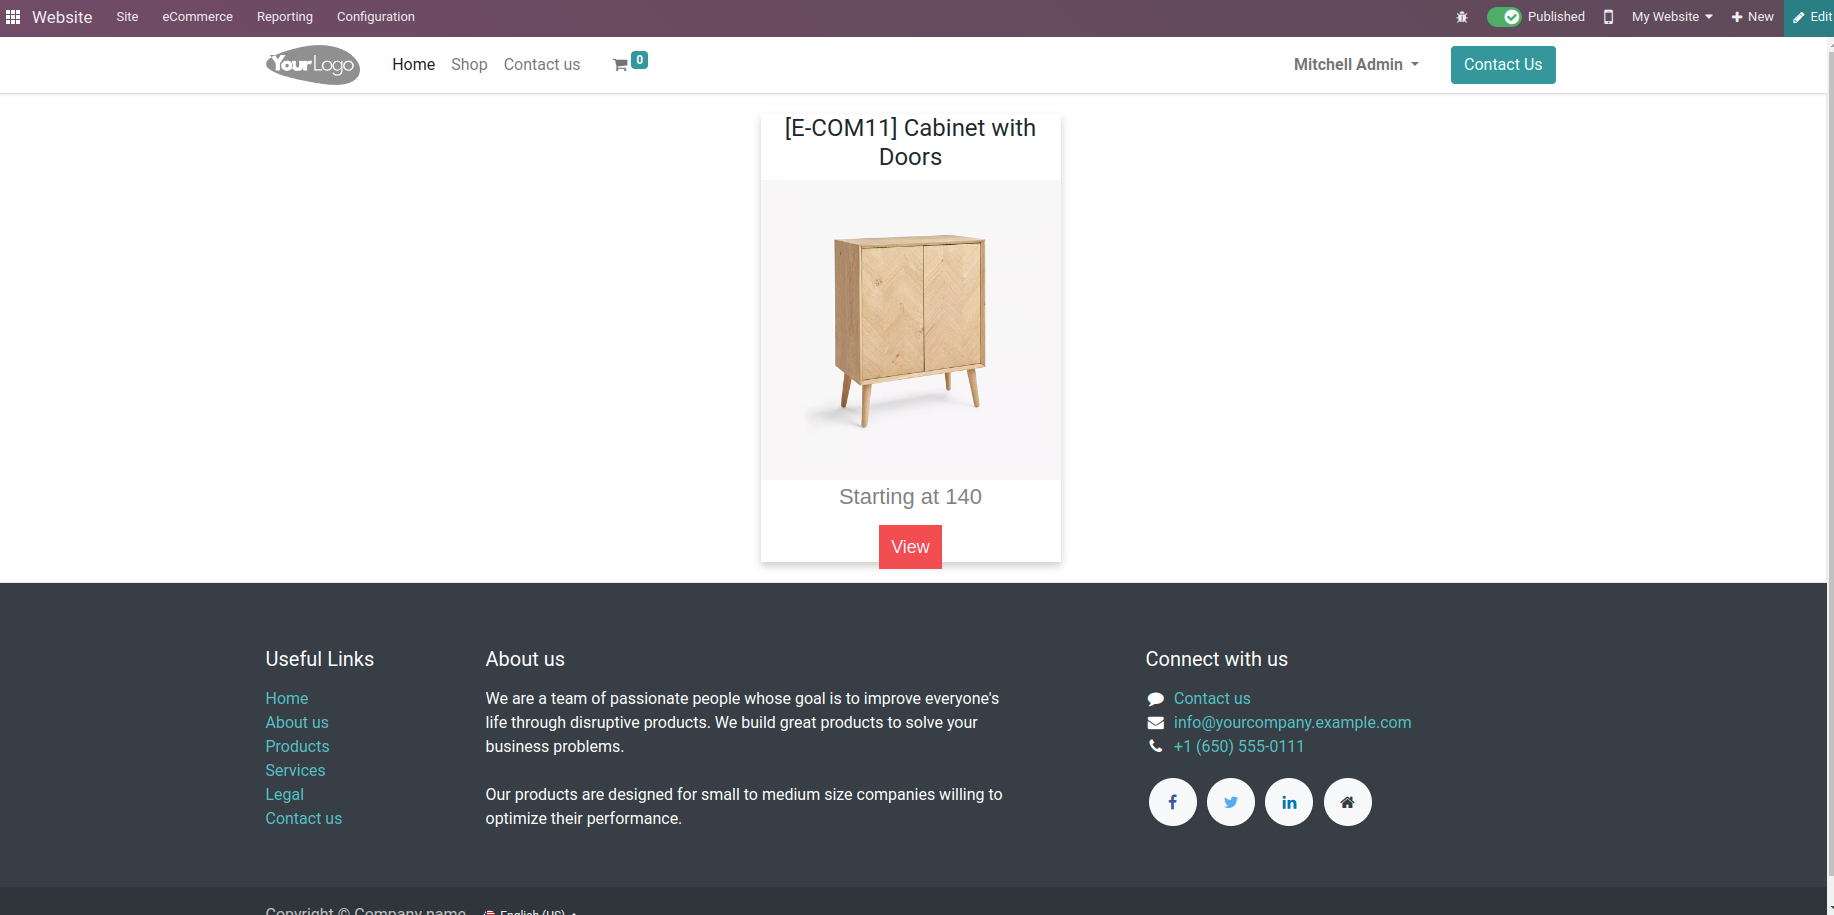 Website Site eCommerce Reporting Configuration Published My Website New Edit
YourLogo Home Shop Contact us 0 Mitchell Admin Contact Us
[E-COM11] Cabinet with
Doors
Starting at 140
View
Useful Links
Home
About us
Products
Services
Legal
Contact us
About us
We are a team of passionate people whose goal is to improve everyone's
life through disruptive products. We build great products to solve your
business problems.
Our products are designed for small to medium size companies willing to
optimize their performance.
Connect with us
Contact us
info@yourcompany.example.com
+1 (650) 555-0111
Copyright © Company name English (US)